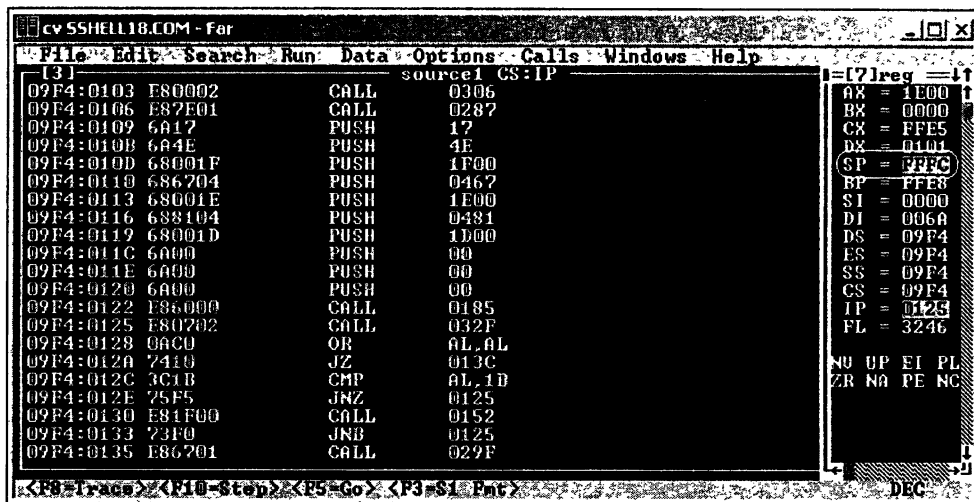 cv SSHELL18.COM - Far
File Edit Search Run Data Options Calls Windows Help
[3] source1 CS:IP
09F4:0103 E80002 CALL 0306
09F4:0106 E87E01 CALL 0287
09F4:0109 6A17 PUSH 17
09F4:010B 6A4E PUSH 4E
09F4:010D 68001F PUSH 1F00
09F4:0110 686704 PUSH 0467
09F4:0113 68001E PUSH 1E00
09F4:0116 688104 PUSH 0481
09F4:0119 68001D PUSH 1D00
09F4:011C 6A00 PUSH 00
09F4:011E 6A00 PUSH 00
09F4:0120 6A00 PUSH 00
09F4:0122 E86000 CALL 0185
09F4:0125 E80702 CALL 032F
09F4:0128 0AC0 OR AL,AL
09F4:012A 7410 JZ 013C
09F4:012C 3C1B CMP AL,1B
09F4:012E 75F5 JNZ 0125
09F4:0130 E81F00 CALL 0152
09F4:0133 73F0 JNB 0125
09F4:0135 E86701 CALL 029F
[7]reg
AX = 1E00
BX = 0000
CX = FFE5
DX = 0101
SP = FFFC
BP = FFE8
SI = 0000
DI = 006A
DS = 09F4
ES = 09F4
SS = 09F4
CS = 09F4
IP = 0125
FL = 3246
NV UP EI PL
ZR NA PE NC
<F8=Trace> <F10=Step> <F5=Go> <F3=S1 Fmt> DEC